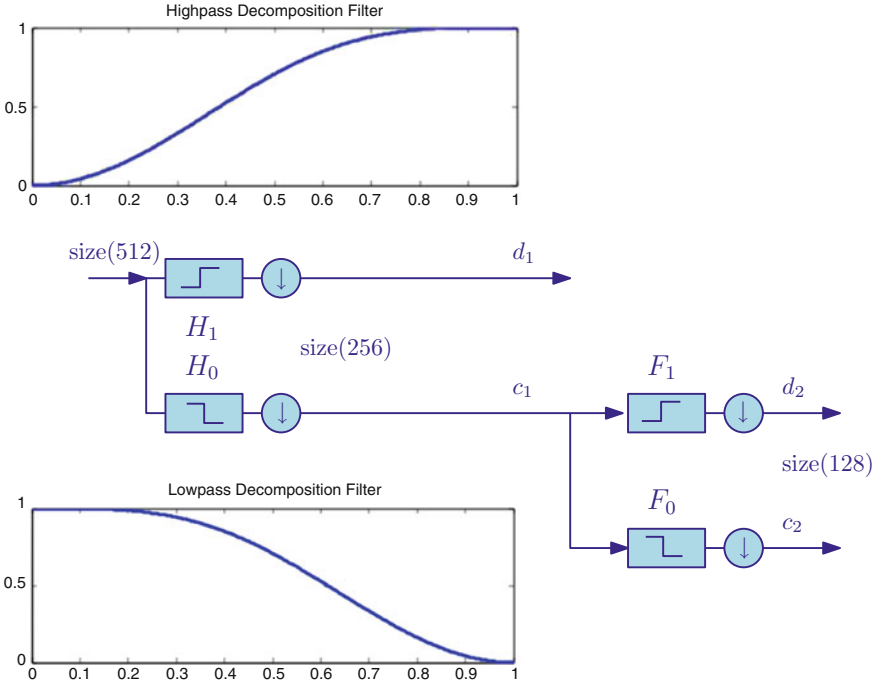 Highpass Decomposition Filter
1
0.5
0
0 0.1 0.2 0.3 0.4 0.5 0.6 0.7 0.8 0.9 1
size(512)
↓
d₁
H₁
size(256)
H₀
↓
c₁
F₁
↓
d₂
size(128)
F₀
↓
c₂
Lowpass Decomposition Filter
1
0.5
0
0 0.1 0.2 0.3 0.4 0.5 0.6 0.7 0.8 0.9 1